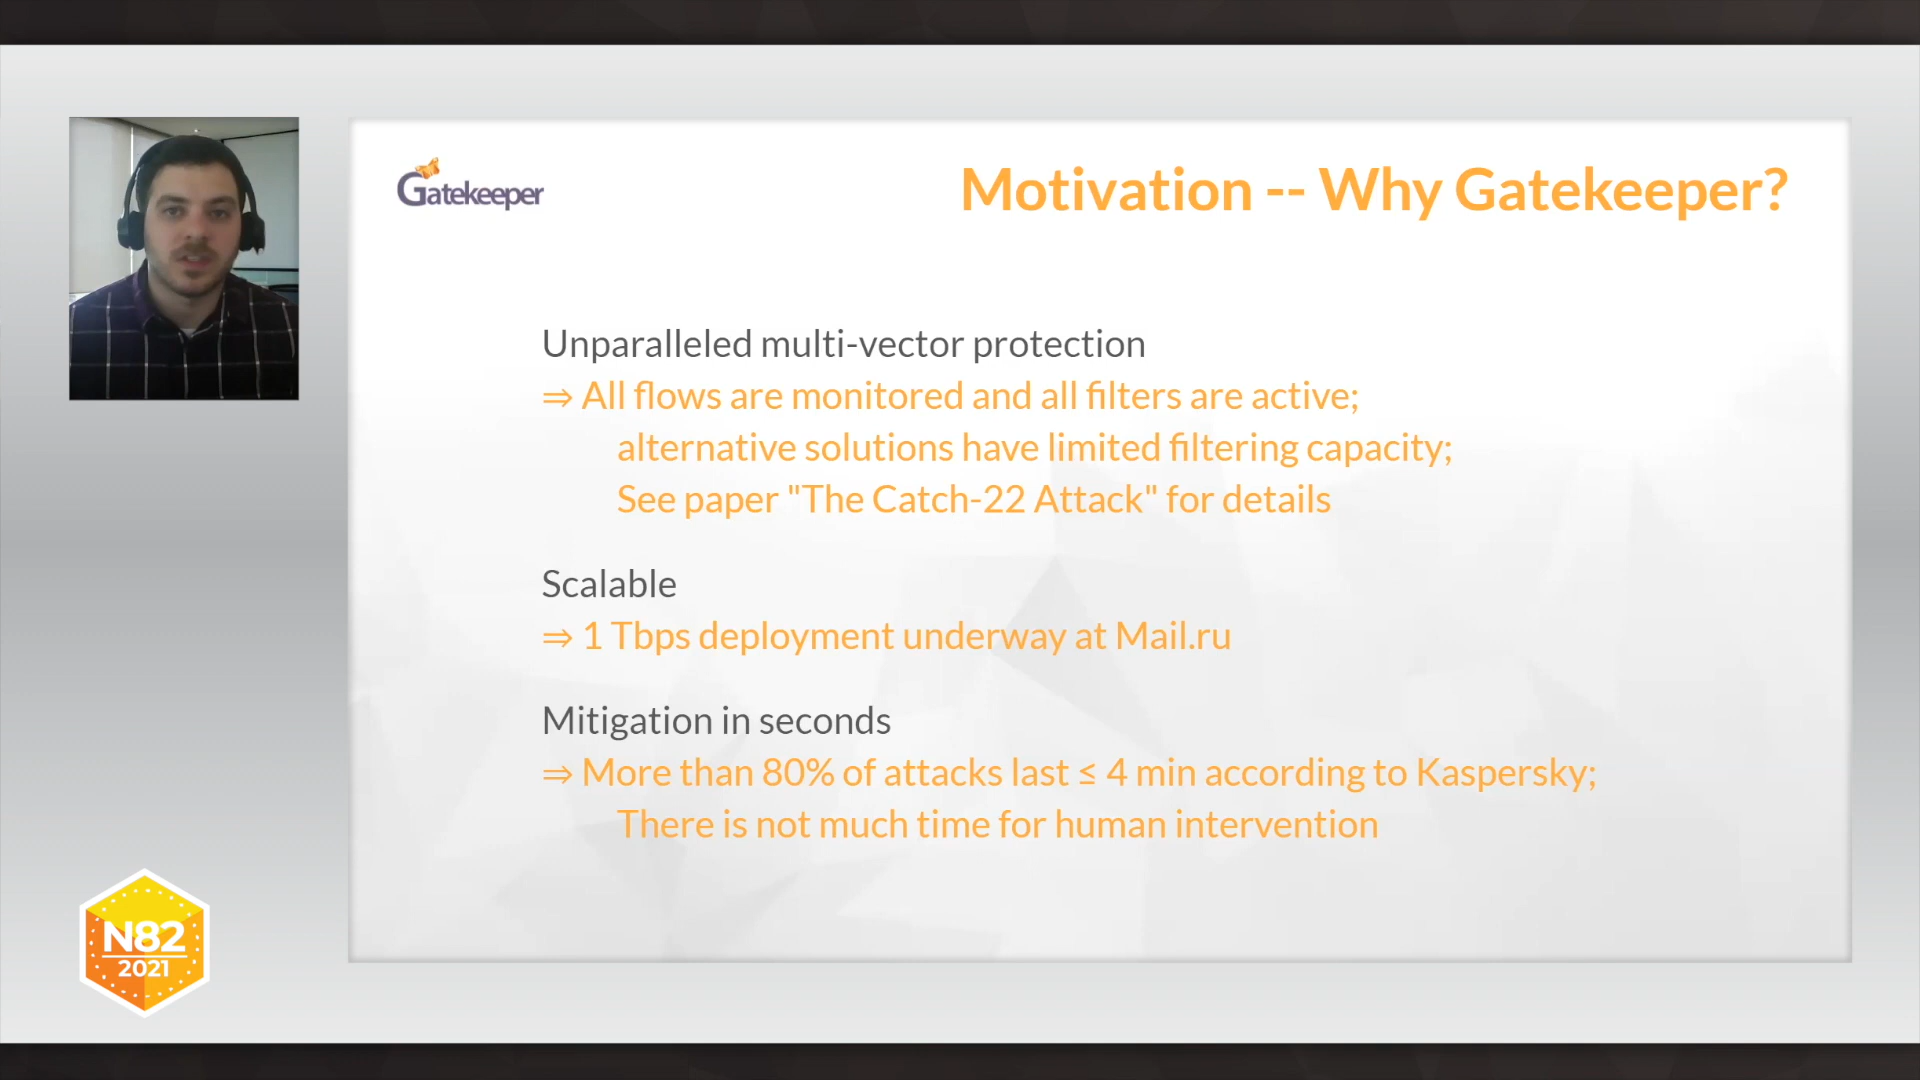 Gatekeeper
Motivation -- Why Gatekeeper?
Unparalleled multi-vector protection
⇒ All flows are monitored and all filters are active;
alternative solutions have limited filtering capacity;
See paper "The Catch-22 Attack" for details
Scalable
⇒ 1 Tbps deployment underway at Mail.ru
Mitigation in seconds
⇒ More than 80% of attacks last ≤ 4 min according to Kaspersky;
There is not much time for human intervention
N82
2021